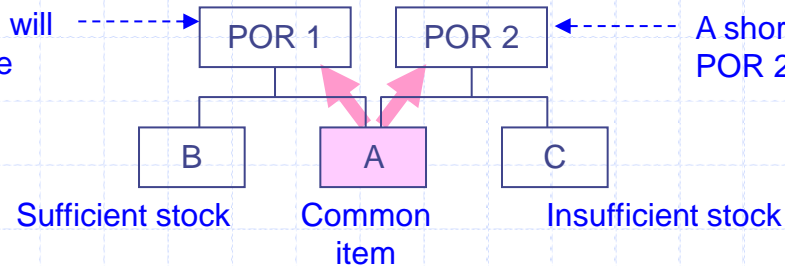 will
POR 1
POR 2
A shor
POR 2
B
A
C
Sufficient stock
Common
item
Insufficient stock